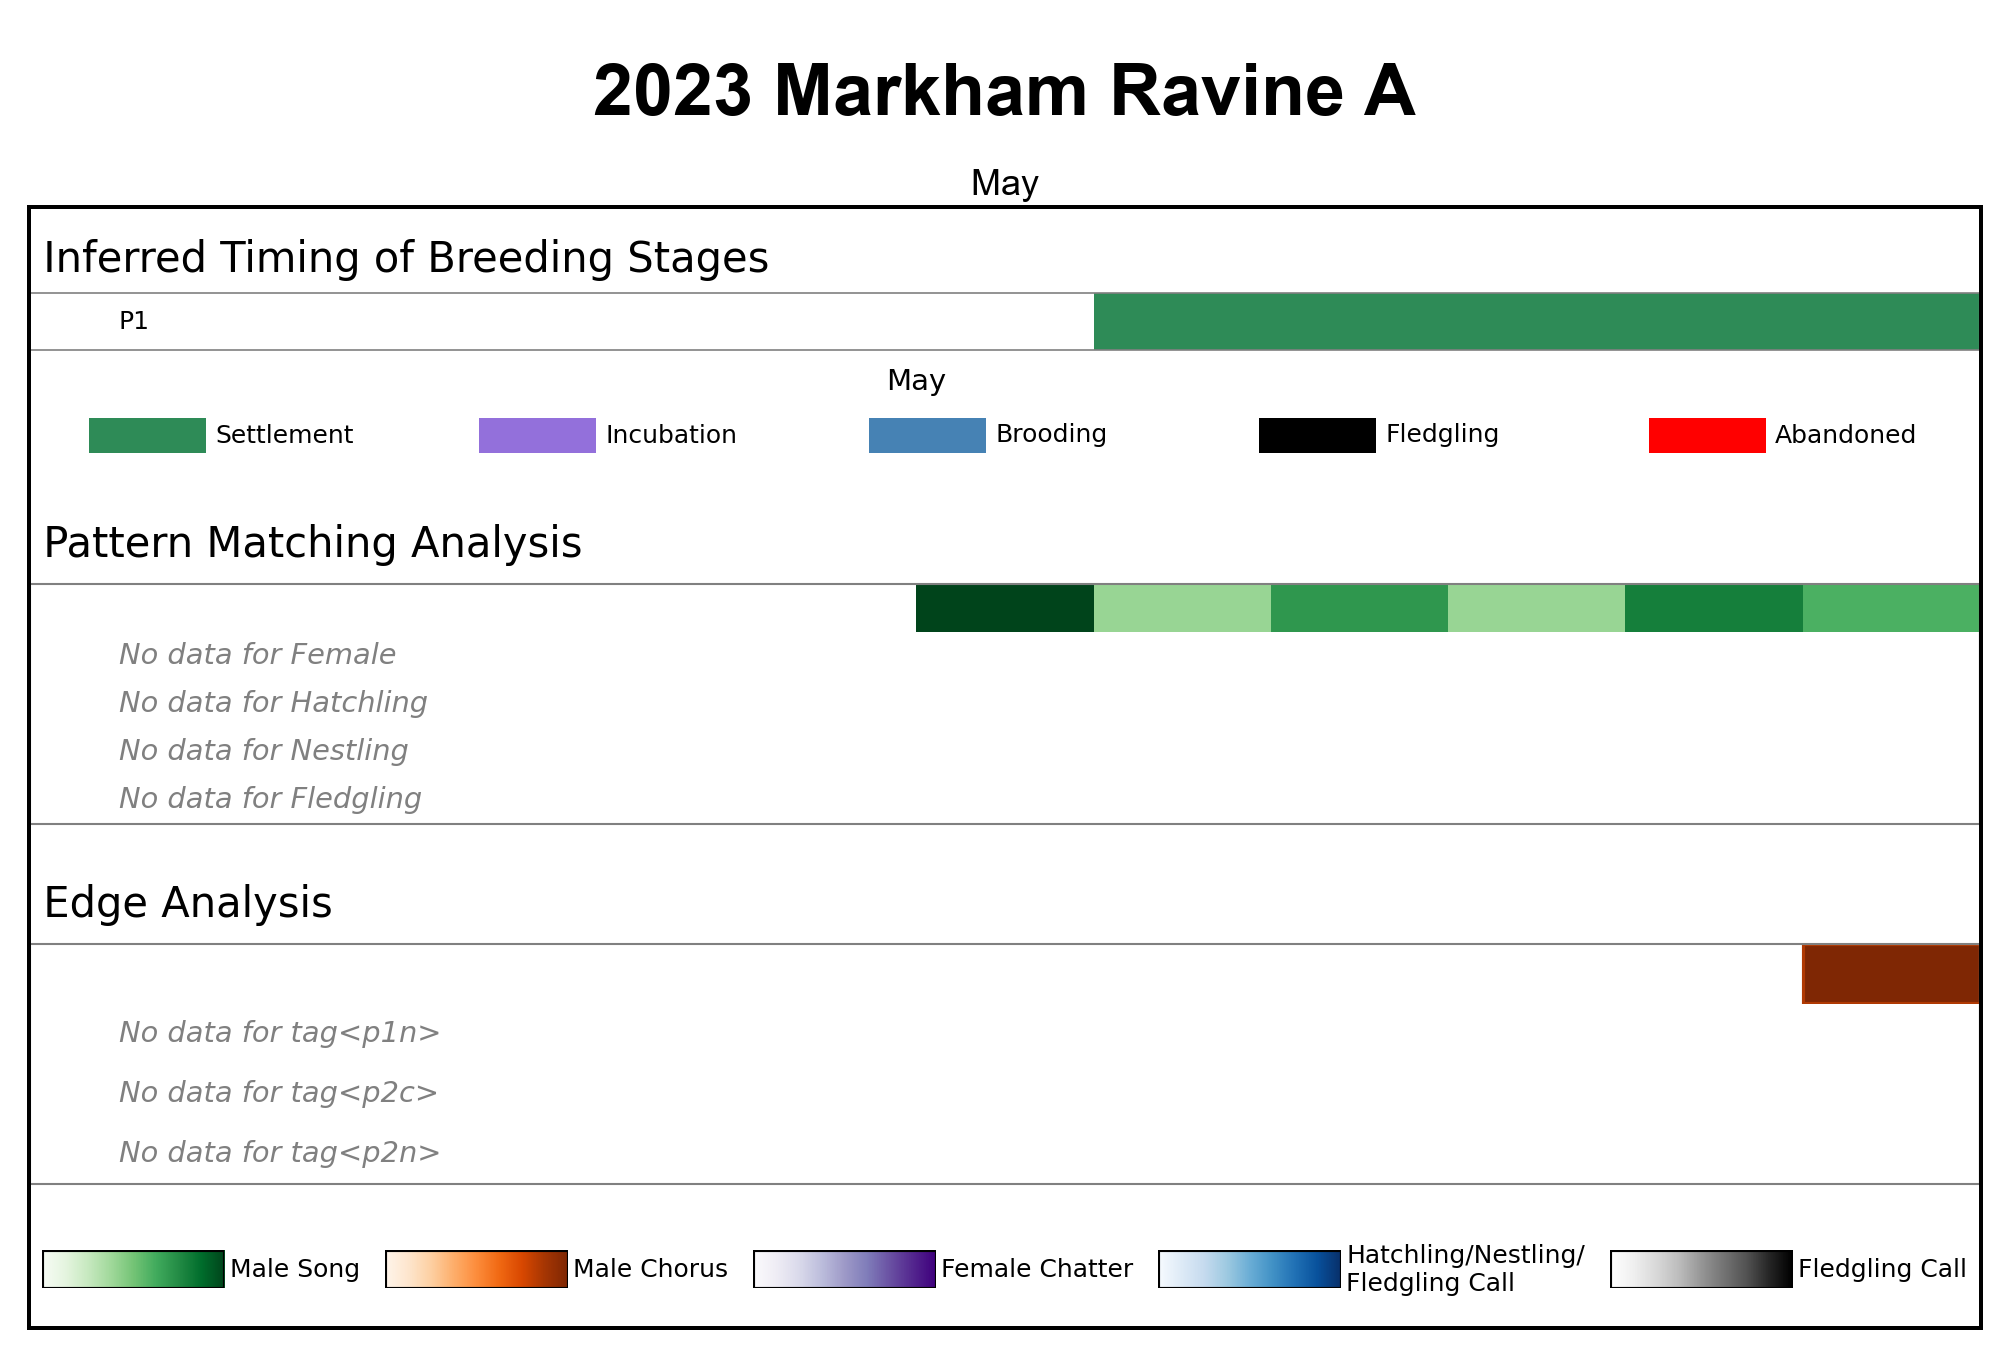 2023 Markham Ravine A
May
Inferred Timing of Breeding Stages
P1
May
Settlement
Incubation
Brooding
Fledgling
Abandoned
Pattern Matching Analysis
No data for Female
No data for Hatchling
No data for Nestling
No data for Fledgling
Edge Analysis
No data for tag<p1n>
No data for tag<p2c>
No data for tag<p2n>
Male Song
Male Chorus
Female Chatter
Hatchling/Nestling/
Fledgling Call
Fledgling Call